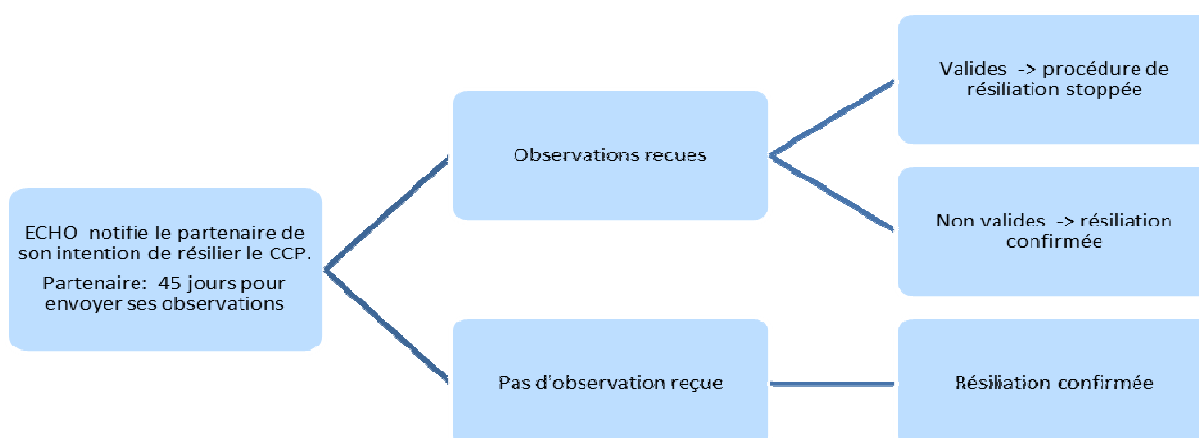 ECHO notifie le partenaire de
son intention de résilier le CCP.
Partenaire: 45 jours pour
envoyer ses observations
Observations recues
Valides -> procédure de
résiliation stoppée
Non valides -> résiliation
confirmée
Pas d'observation reçue
Résiliation confirmée